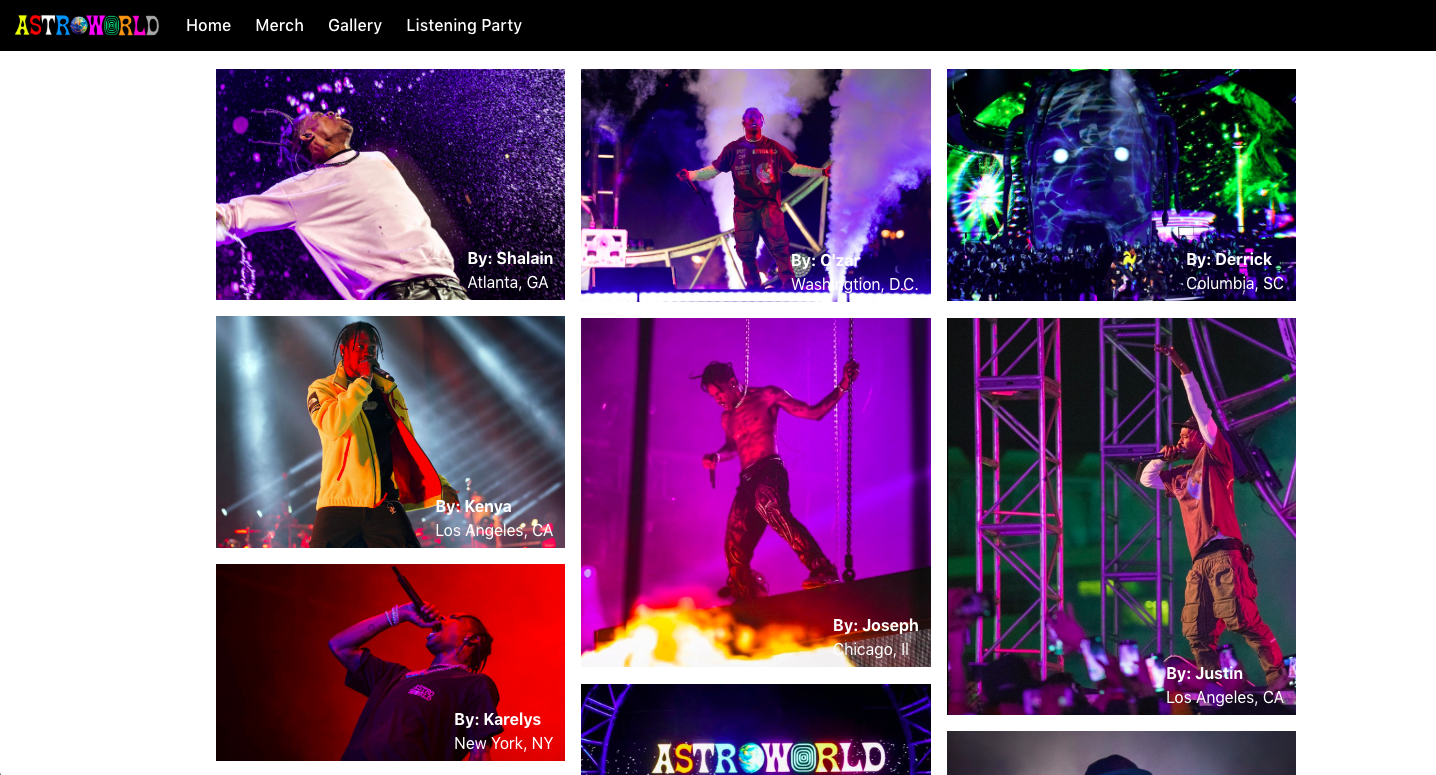 ASTROWORLD
Home
Merch
Gallery
Listening Party
By: Shalain
Atlanta, GA
By: C'zar
Washington, D.C.
By: Derrick
Columbia, SC
By: Kenya
Los Angeles, CA
By: Joseph
Chicago, Il
By: Justin
Los Angeles, CA
By: Karelys
New York, NY
ASTROWORLD